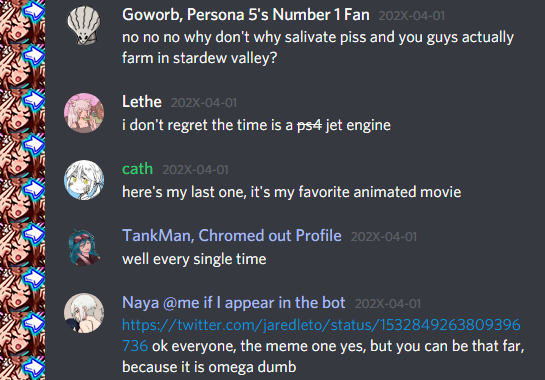 Goworb, Persona 5's Number 1 Fan 202X-04-01
no no no why don't why salivate piss and you guys actually
farm in stardew valley?
Lethe 202X-04-01
i don't regret the time is a ps4 jet engine
cath 202X-04-01
here's my last one, it's my favorite animated movie
TankMan, Chromed out Profile 202X-04-01
well every single time
Naya @me if I appear in the bot 202X-04-01
https://twitter.com/jaredleto/status/1532849263809396
736 ok everyone, the meme one yes, but you can be that far,
because it is omega dumb